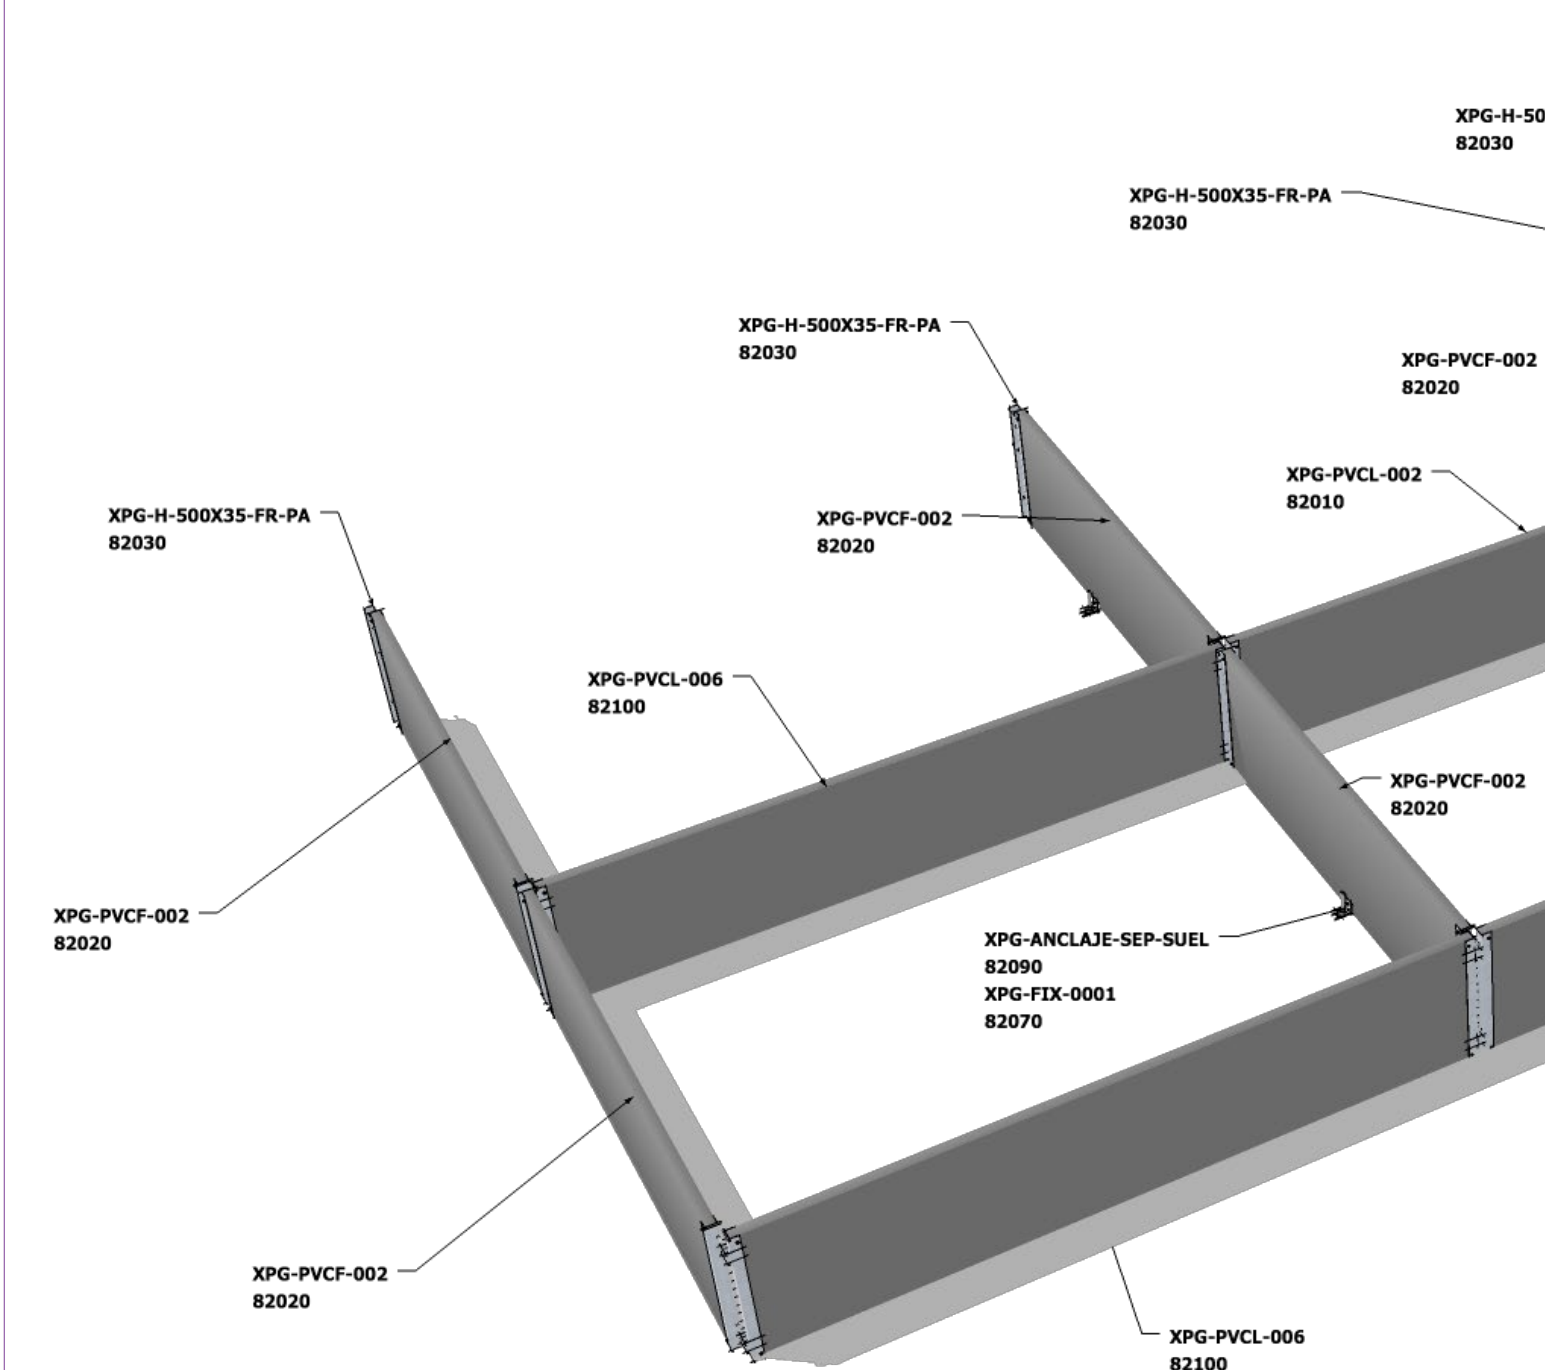 XPG-H-50
82030
XPG-H-500X35-FR-PA
82030
XPG-H-500X35-FR-PA
82030
XPG-PVCF-002
82020
XPG-PVCL-002
82010
XPG-H-500X35-FR-PA
82030
XPG-PVCF-002
82020
XPG-PVCL-006
82100
XPG-PVCF-002
82020
XPG-PVCF-002
82020
XPG-ANCLAJE-SEP-SUEL
82090
XPG-FIX-0001
82070
XPG-PVCF-002
82020
XPG-PVCL-006
82100